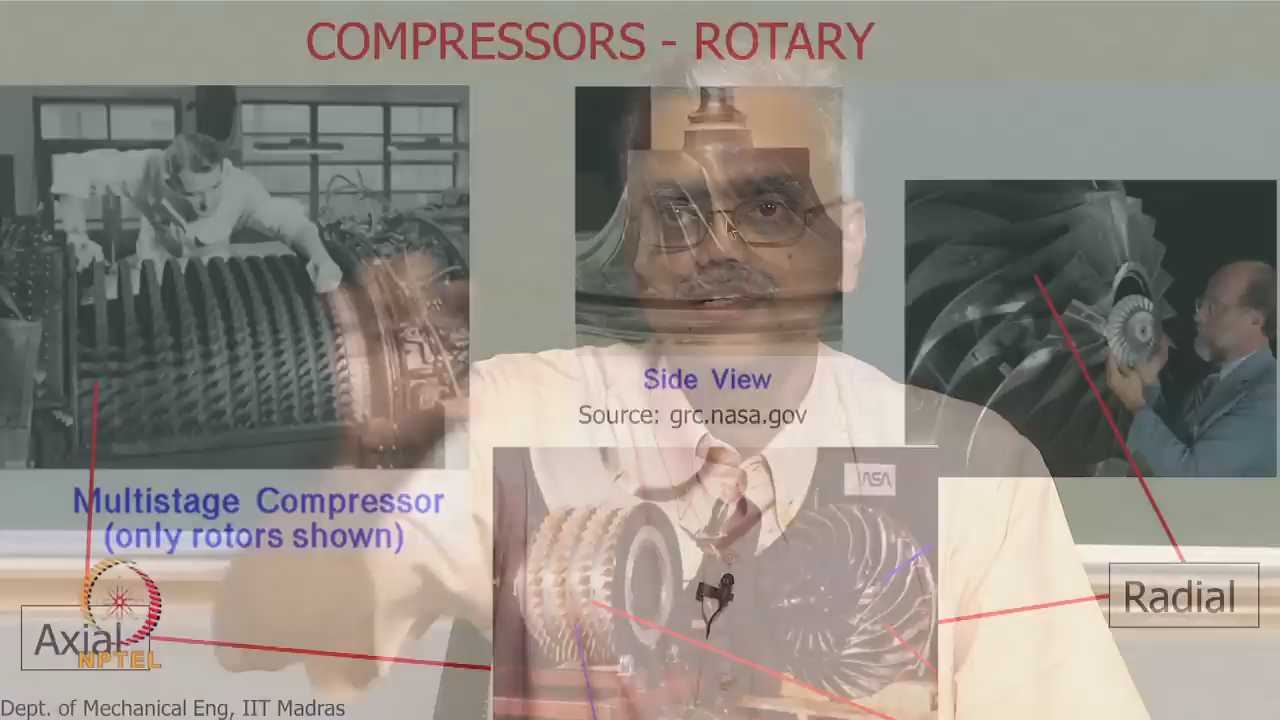 COMPRESSORS - ROTARY
Side View
Source: grc.nasa.gov
ASA
Multistage Compressor
(only rotors shown)
Radial
Axial
NPTEL
Dept. of Mechanical Eng, IIT Madras